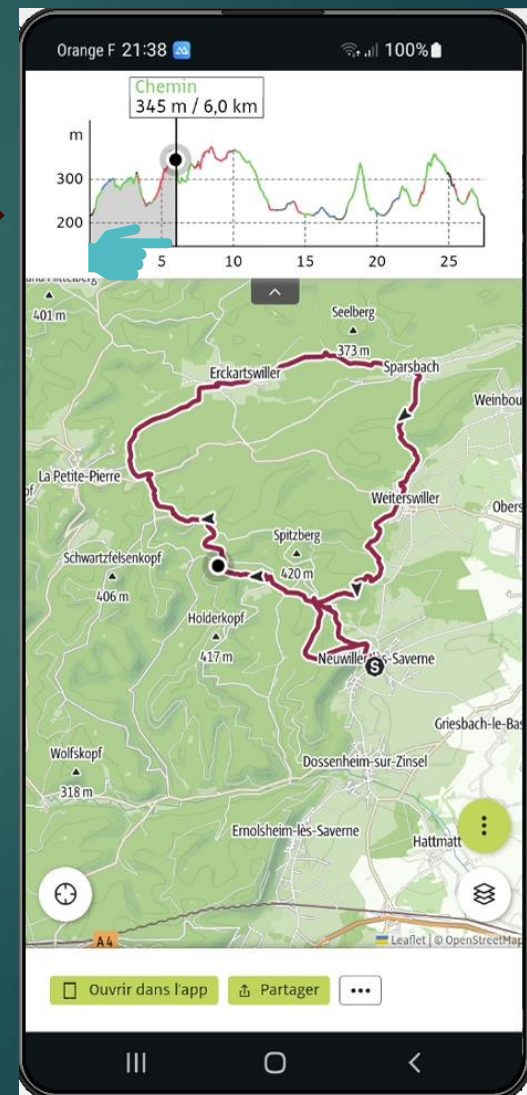 Orange F 21:38
100%
Chemin
345 m / 6,0 km
m
300
200
5 10 15 20 25
401 m
Seelberg
373 m
Erckartswiller
Sparsbach
La Petite-Pierre
Weiterswiller
Spitzberg
420 m
Schwartzfelsenkopf
406 m
Holderkopf
417 m
Neuwiller-lès-Saverne
S
Griesbach-le-Bas
Wolfskopf
318 m
Dossenheim-sur-Zinsel
Ernolsheim-lès-Saverne
Hattmatt
A4
Leaflet | © OpenStreetMap
Ouvrir dans l'app Partager